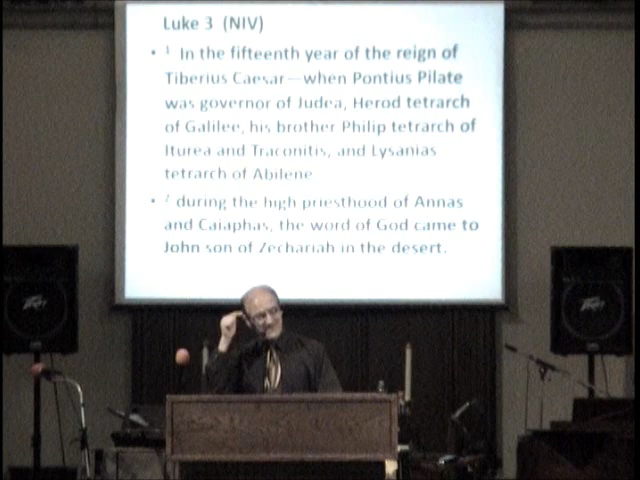 Luke 3 (NIV)
• 1 In the fifteenth year of the reign of
Tiberius Caesar—when Pontius Pilate
was governor of Judea, Herod tetrarch
of Galilee, his brother Philip tetrarch of
Iturea and Traconitis, and Lysanias
tetrarch of Abilene
• 2 during the high priesthood of Annas
and Caiaphas, the word of God came to
John son of Zechariah in the desert.
PEAVEY
PEAVEY